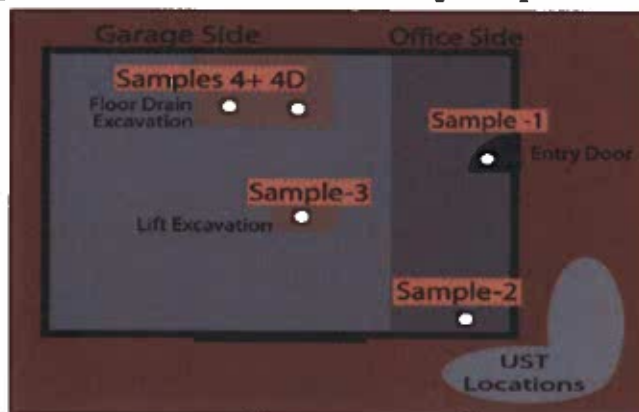 Garage Side
Office Side
Samples 4+ 4D
Floor Drain
Excavation
Sample -1
Entry Door
Sample-3
Lift Excavation
Sample-2
UST
Locations